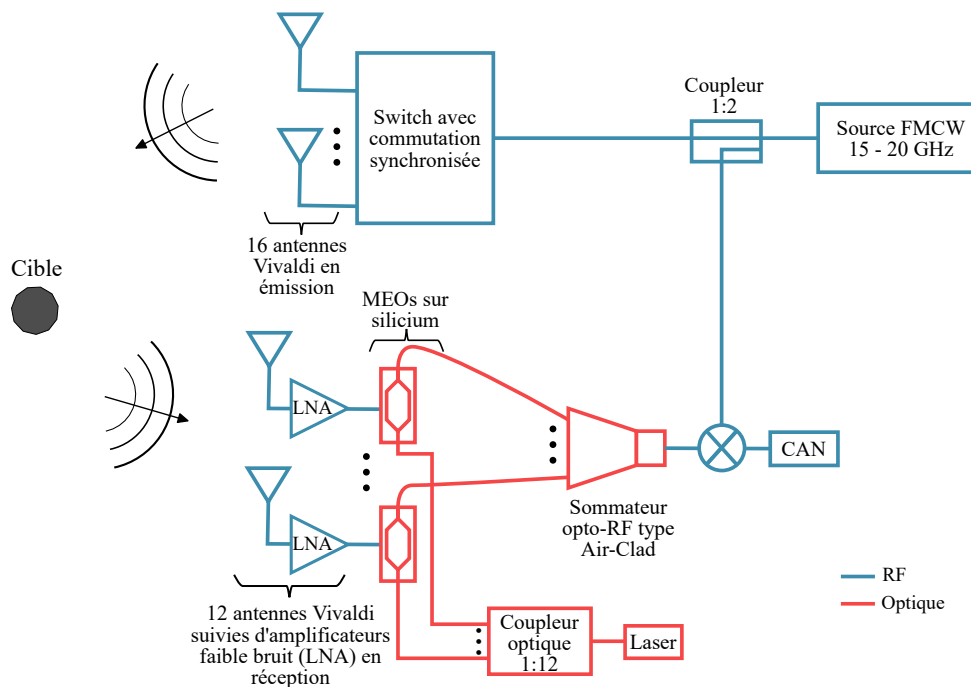 Coupleur
1:2
Switch avec
commutation
synchronisée
Source FMCW
15 - 20 GHz
16 antennes
Vivaldi en
émission
Cible
MEOs sur
silicium
LNA
CAN
LNA
Sommateur
opto-RF type
Air-Clad
RF
Optique
12 antennes Vivaldi
suivies d'amplificateurs
faible bruit (LNA) en
réception
Coupleur
optique
1:12
Laser